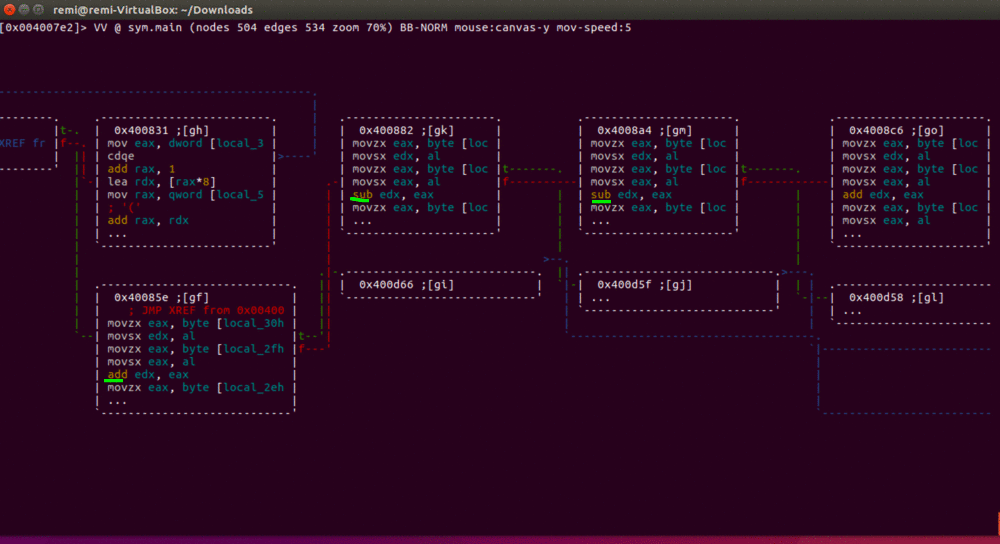 remi@remi-VirtualBox: ~/Downloads
[0x004007e2]> VV @ sym.main (nodes 504 edges 534 zoom 70%) BB-NORM mouse:canvas-y mov-speed:5
XREF fr
t
f
0x400831 ;[gh]
mov eax, dword [local_3
cdqe
add rax, 1
lea rdx, [rax*8]
mov rax, qword [local_5
; '('
add rax, rdx
...
0x400882 ;[gk]
movzx eax, byte [loc
movsx edx, al
movzx eax, byte [loc
movsx eax, al
sub edx, eax
movzx eax, byte [loc
...
t
f
0x4008a4 ;[gm]
movzx eax, byte [loc
movsx edx, al
movzx eax, byte [loc
movsx eax, al
sub edx, eax
movzx eax, byte [loc
...
t
f
0x4008c6 ;[go]
movzx eax, byte [loc
movsx edx, al
movzx eax, byte [loc
movsx eax, al
add edx, eax
movzx eax, byte [loc
movsx eax, al
...
0x40085e ;[gf]
; JMP XREF from 0x00400
movzx eax, byte [local_30h
movsx edx, al
movzx eax, byte [local_2fh
movsx eax, al
add edx, eax
movzx eax, byte [local_2eh
...
t
f
0x400d66 ;[gi]
0x400d5f ;[gj]
...
0x400d58 ;[gl]
...